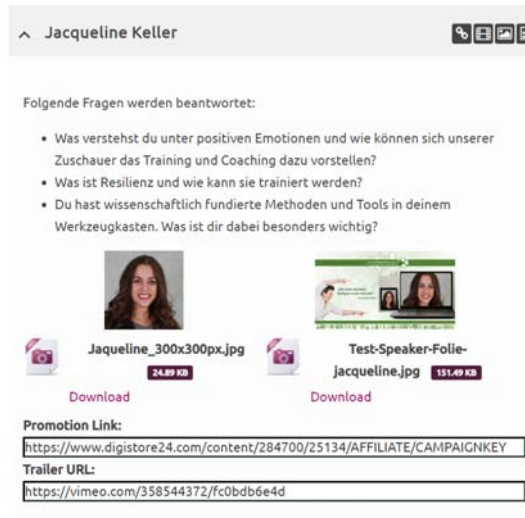 Jacqueline Keller
Folgende Fragen werden beantwortet:
• Was verstehst du unter positiven Emotionen und wie können sich unserer
Zuschauer das Training und Coaching dazu vorstellen?
• Was ist Resilienz und wie kann sie trainiert werden?
• Du hast wissenschaftlich fundierte Methoden und Tools in deinem
Werkzeugkasten. Was ist dir dabei besonders wichtig?
Jaqueline_300x300px.jpg
24.89 KB
Download
Test-Speaker-Folie-
jacqueline.jpg 151.49 KB
Download
Promotion Link:
https://www.digistore24.com/content/284700/25134/AFFILIATE/CAMPAIGNKEY
Trailer URL:
https://vimeo.com/358544372/fc0bdb6e4d